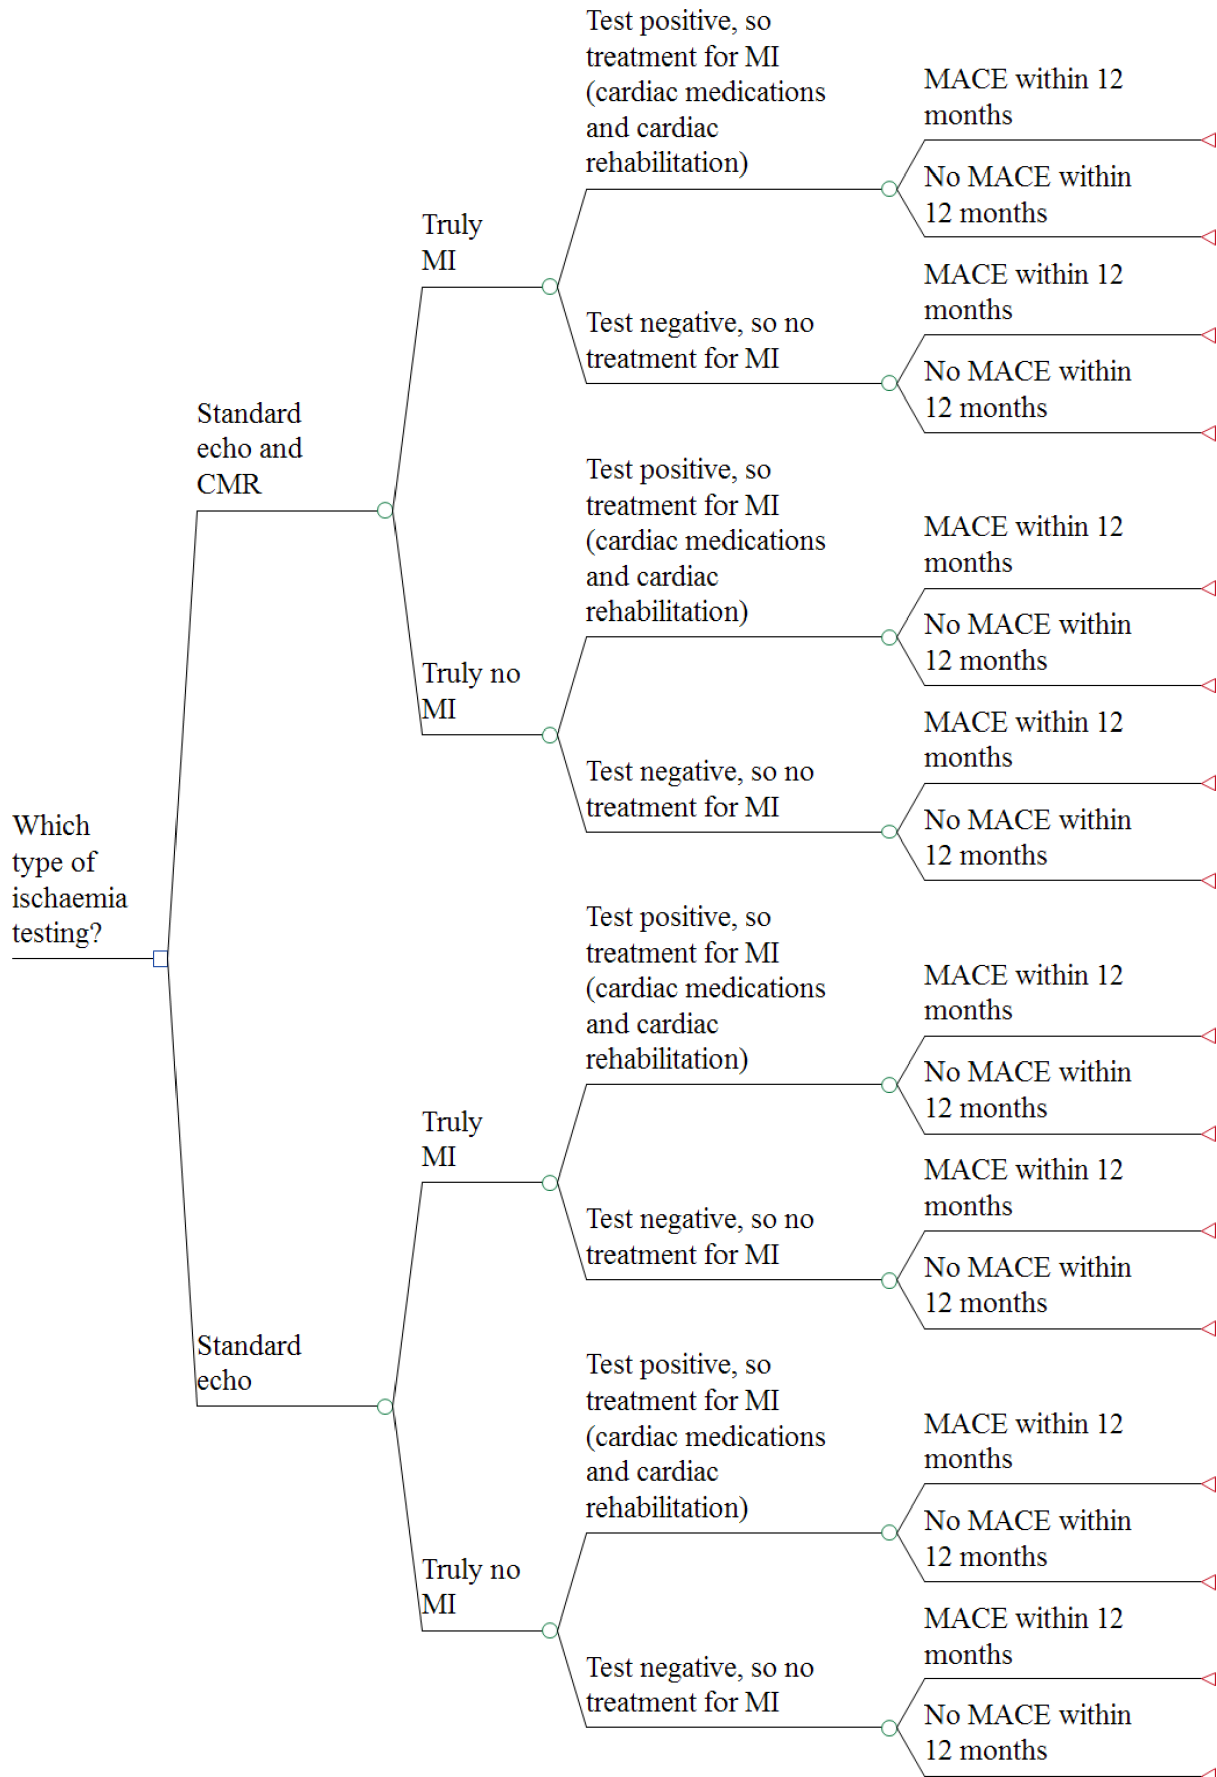 Which
type of
ischaemia
testing?
Standard
echo and
CMR
Truly
MI
Test positive, so
treatment for MI
(cardiac medications
and cardiac
rehabilitation)
MACE within 12
months
No MACE within
12 months
Test negative, so no
treatment for MI
MACE within 12
months
No MACE within
12 months
Truly no
MI
Test positive, so
treatment for MI
(cardiac medications
and cardiac
rehabilitation)
MACE within 12
months
No MACE within
12 months
Test negative, so no
treatment for MI
MACE within 12
months
No MACE within
12 months
Standard
echo
Truly
MI
Test positive, so
treatment for MI
(cardiac medications
and cardiac
rehabilitation)
MACE within 12
months
No MACE within
12 months
Test negative, so no
treatment for MI
MACE within 12
months
No MACE within
12 months
Truly no
MI
Test positive, so
treatment for MI
(cardiac medications
and cardiac
rehabilitation)
MACE within 12
months
No MACE within
12 months
Test negative, so no
treatment for MI
MACE within 12
months
No MACE within
12 months